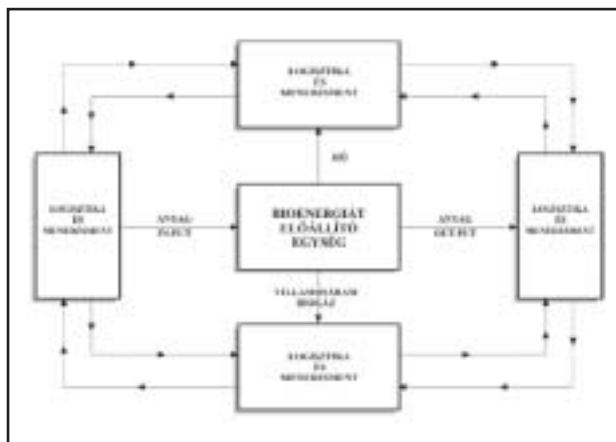 LOGISZTIKA
ÉS
MENEDZSMENT
HŐ
LOGISZTIKA
ÉS
MENEDZSMENT
ANYAG
INPUT
BIOENERGIÁT
ELŐÁLLÍTÓ
EGYSÉG
ANYAG
OUTPUT
LOGISZTIKA
ÉS
MENEDZSMENT
VILLAMOSÁRAM
BIOGÁZ
LOGISZTIKA
ÉS
MENEDZSMENT